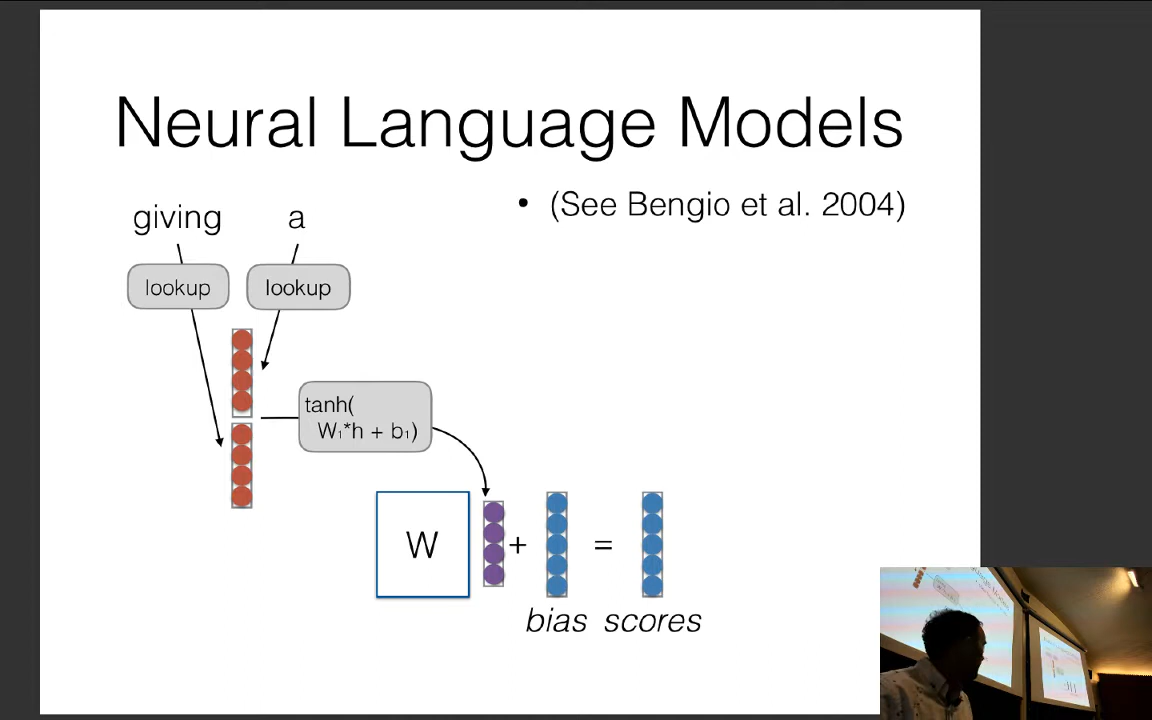 Neural Language Models
• (See Bengio et al. 2004)
giving a
lookup lookup
tanh(
W₁*h + b₁)
W + =
bias scores